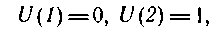 U(1)=0, U(2)=1,